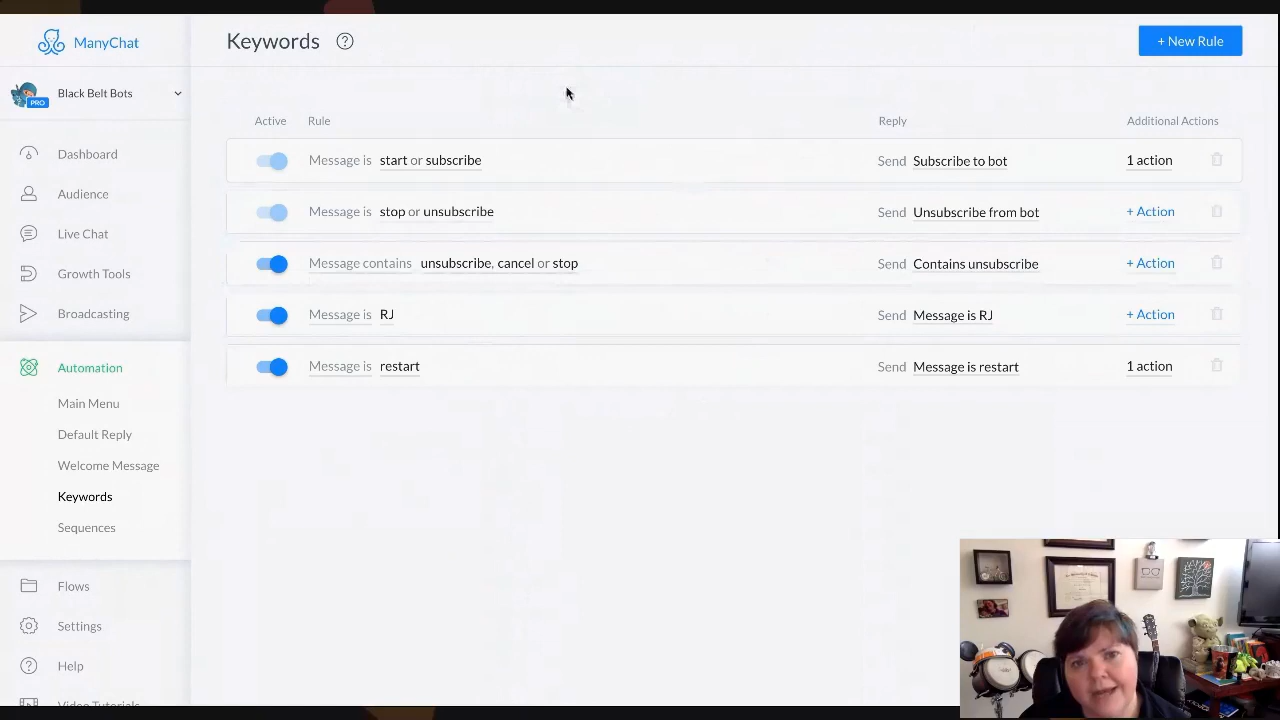 ManyChat
Keywords ?
+ New Rule
Black Belt Bots
PRO
Dashboard
Audience
Live Chat
Growth Tools
Broadcasting
Automation
Main Menu
Default Reply
Welcome Message
Keywords
Sequences
Flows
Settings
Help
Video Tutorials
Active Rule Reply Additional Actions
Message is start or subscribe Send Subscribe to bot 1 action
Message is stop or unsubscribe Send Unsubscribe from bot + Action
Message contains unsubscribe, cancel or stop Send Contains unsubscribe + Action
Message is RJ Send Message is RJ + Action
Message is restart Send Message is restart 1 action